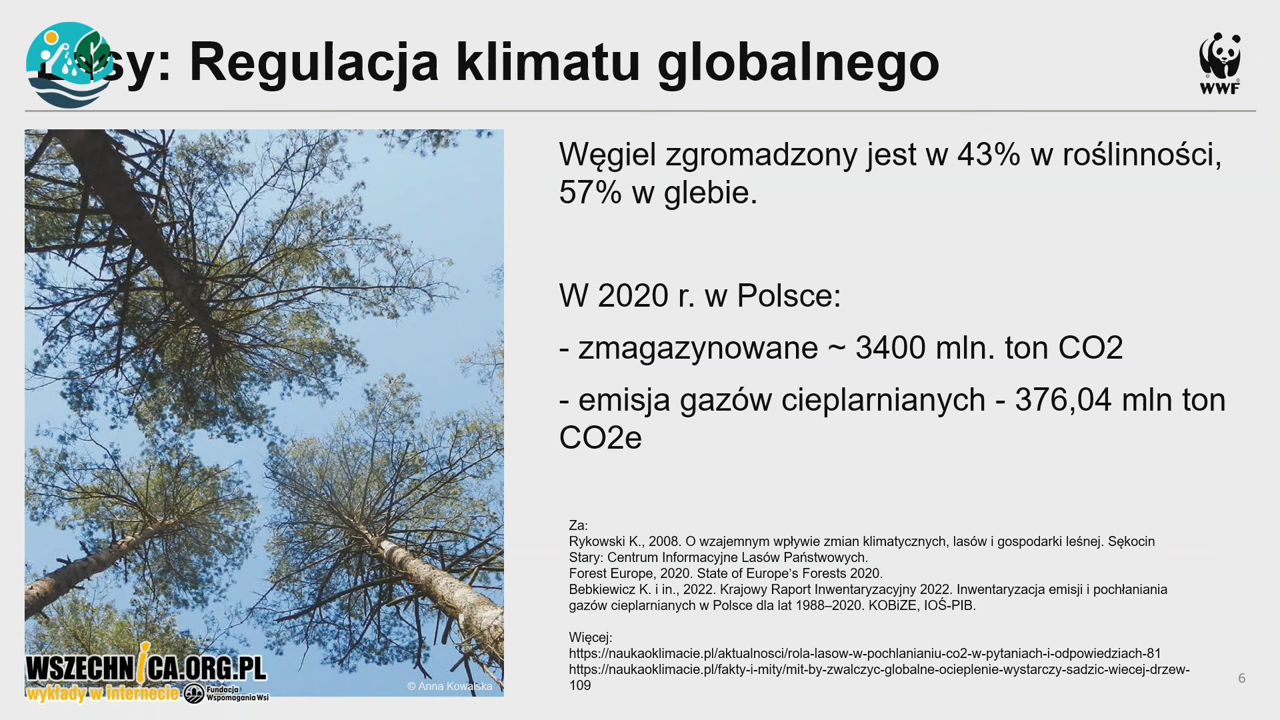 Lasy: Regulacja klimatu globalnego
WWF
Węgiel zgromadzony jest w 43% w roślinności,
57% w glebie.
W 2020 r. w Polsce:
- zmagazynowane ~ 3400 mln. ton CO2
- emisja gazów cieplarnianych - 376,04 mln ton
CO2e
Za:
Rykowski K., 2008. O wzajemnym wpływie zmian klimatycznych, lasów i gospodarki leśnej. Sękocin
Stary: Centrum Informacyjne Lasów Państwowych.
Forest Europe, 2020. State of Europe's Forests 2020.
Bebkiewicz K. i in., 2022. Krajowy Raport Inwentaryzacyjny 2022. Inwentaryzacja emisji i pochłaniania
gazów cieplarnianych w Polsce dla lat 1988–2020. KOBiZE, IOŚ-PIB.
Więcej:
https://naukaoklimacie.pl/aktualnosci/rola-lasow-w-pochlanianiu-co2-w-pytaniach-i-odpowiedziach-81
https://naukaoklimacie.pl/fakty-i-mity/mit-by-zwalczyc-globalne-ocieplenie-wystarczy-sadzic-wiecej-drzew-
109
WSZECHNiCA.ORG.PL
wykłady w Internecie
Fundacja
Wspomagania Wsi
© Anna Kowalska
6